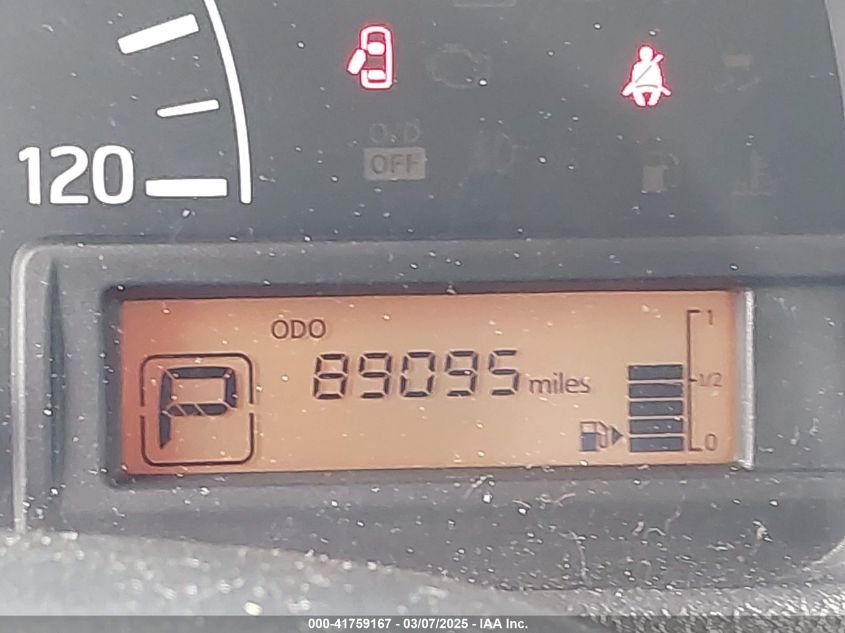 O.D
OFF
120
ODO
P
89095 miles
1
1/2
0
000-41759167 - 03/07/2025 - IAA Inc.